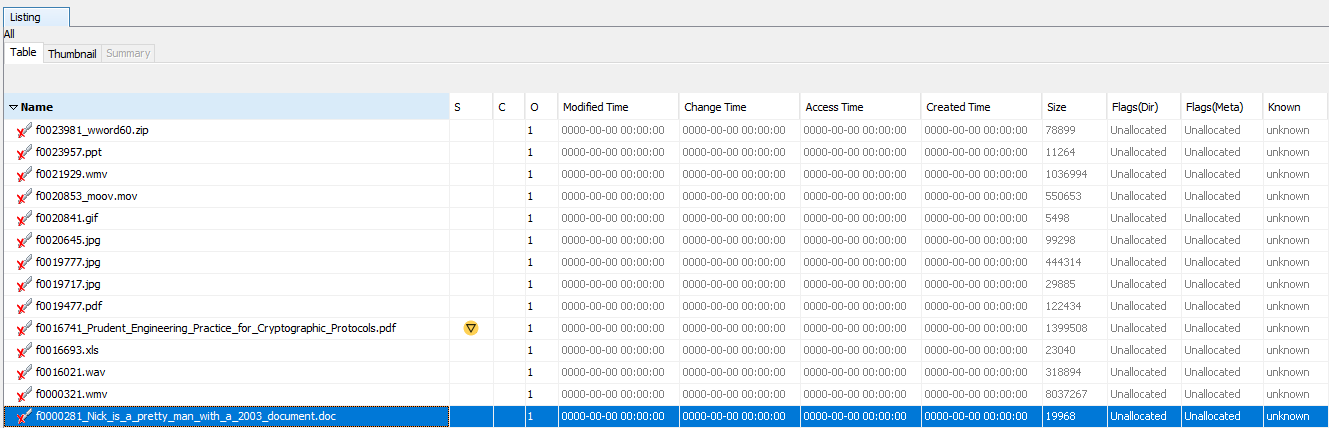 Listing
All
Table Thumbnail Summary
Name S C O Modified Time Change Time Access Time Created Time Size Flags(Dir) Flags(Meta) Known
f0023981_wword60.zip 1 0000-00-00 00:00:00 0000-00-00 00:00:00 0000-00-00 00:00:00 0000-00-00 00:00:00 78899 Unallocated Unallocated unknown
f0023957.ppt 1 0000-00-00 00:00:00 0000-00-00 00:00:00 0000-00-00 00:00:00 0000-00-00 00:00:00 11264 Unallocated Unallocated unknown
f0021929.wmv 1 0000-00-00 00:00:00 0000-00-00 00:00:00 0000-00-00 00:00:00 0000-00-00 00:00:00 1036994 Unallocated Unallocated unknown
f0020853_moov.mov 1 0000-00-00 00:00:00 0000-00-00 00:00:00 0000-00-00 00:00:00 0000-00-00 00:00:00 550653 Unallocated Unallocated unknown
f0020841.gif 1 0000-00-00 00:00:00 0000-00-00 00:00:00 0000-00-00 00:00:00 0000-00-00 00:00:00 5498 Unallocated Unallocated unknown
f0020645.jpg 1 0000-00-00 00:00:00 0000-00-00 00:00:00 0000-00-00 00:00:00 0000-00-00 00:00:00 99298 Unallocated Unallocated unknown
f0019777.jpg 1 0000-00-00 00:00:00 0000-00-00 00:00:00 0000-00-00 00:00:00 0000-00-00 00:00:00 444314 Unallocated Unallocated unknown
f0019717.jpg 1 0000-00-00 00:00:00 0000-00-00 00:00:00 0000-00-00 00:00:00 0000-00-00 00:00:00 29885 Unallocated Unallocated unknown
f0019477.pdf 1 0000-00-00 00:00:00 0000-00-00 00:00:00 0000-00-00 00:00:00 0000-00-00 00:00:00 122434 Unallocated Unallocated unknown
f0016741_Prudent_Engineering_Practice_for_Cryptographic_Protocols.pdf 1 0000-00-00 00:00:00 0000-00-00 00:00:00 0000-00-00 00:00:00 0000-00-00 00:00:00 1399508 Unallocated Unallocated unknown
f0016693.xls 1 0000-00-00 00:00:00 0000-00-00 00:00:00 0000-00-00 00:00:00 0000-00-00 00:00:00 23040 Unallocated Unallocated unknown
f0016021.wav 1 0000-00-00 00:00:00 0000-00-00 00:00:00 0000-00-00 00:00:00 0000-00-00 00:00:00 318894 Unallocated Unallocated unknown
f0000321.wmv 1 0000-00-00 00:00:00 0000-00-00 00:00:00 0000-00-00 00:00:00 0000-00-00 00:00:00 8037267 Unallocated Unallocated unknown
f0000281_Nick_is_a_pretty_man_with_a_2003_document.doc 1 0000-00-00 00:00:00 0000-00-00 00:00:00 0000-00-00 00:00:00 0000-00-00 00:00:00 19968 Unallocated Unallocated unknown